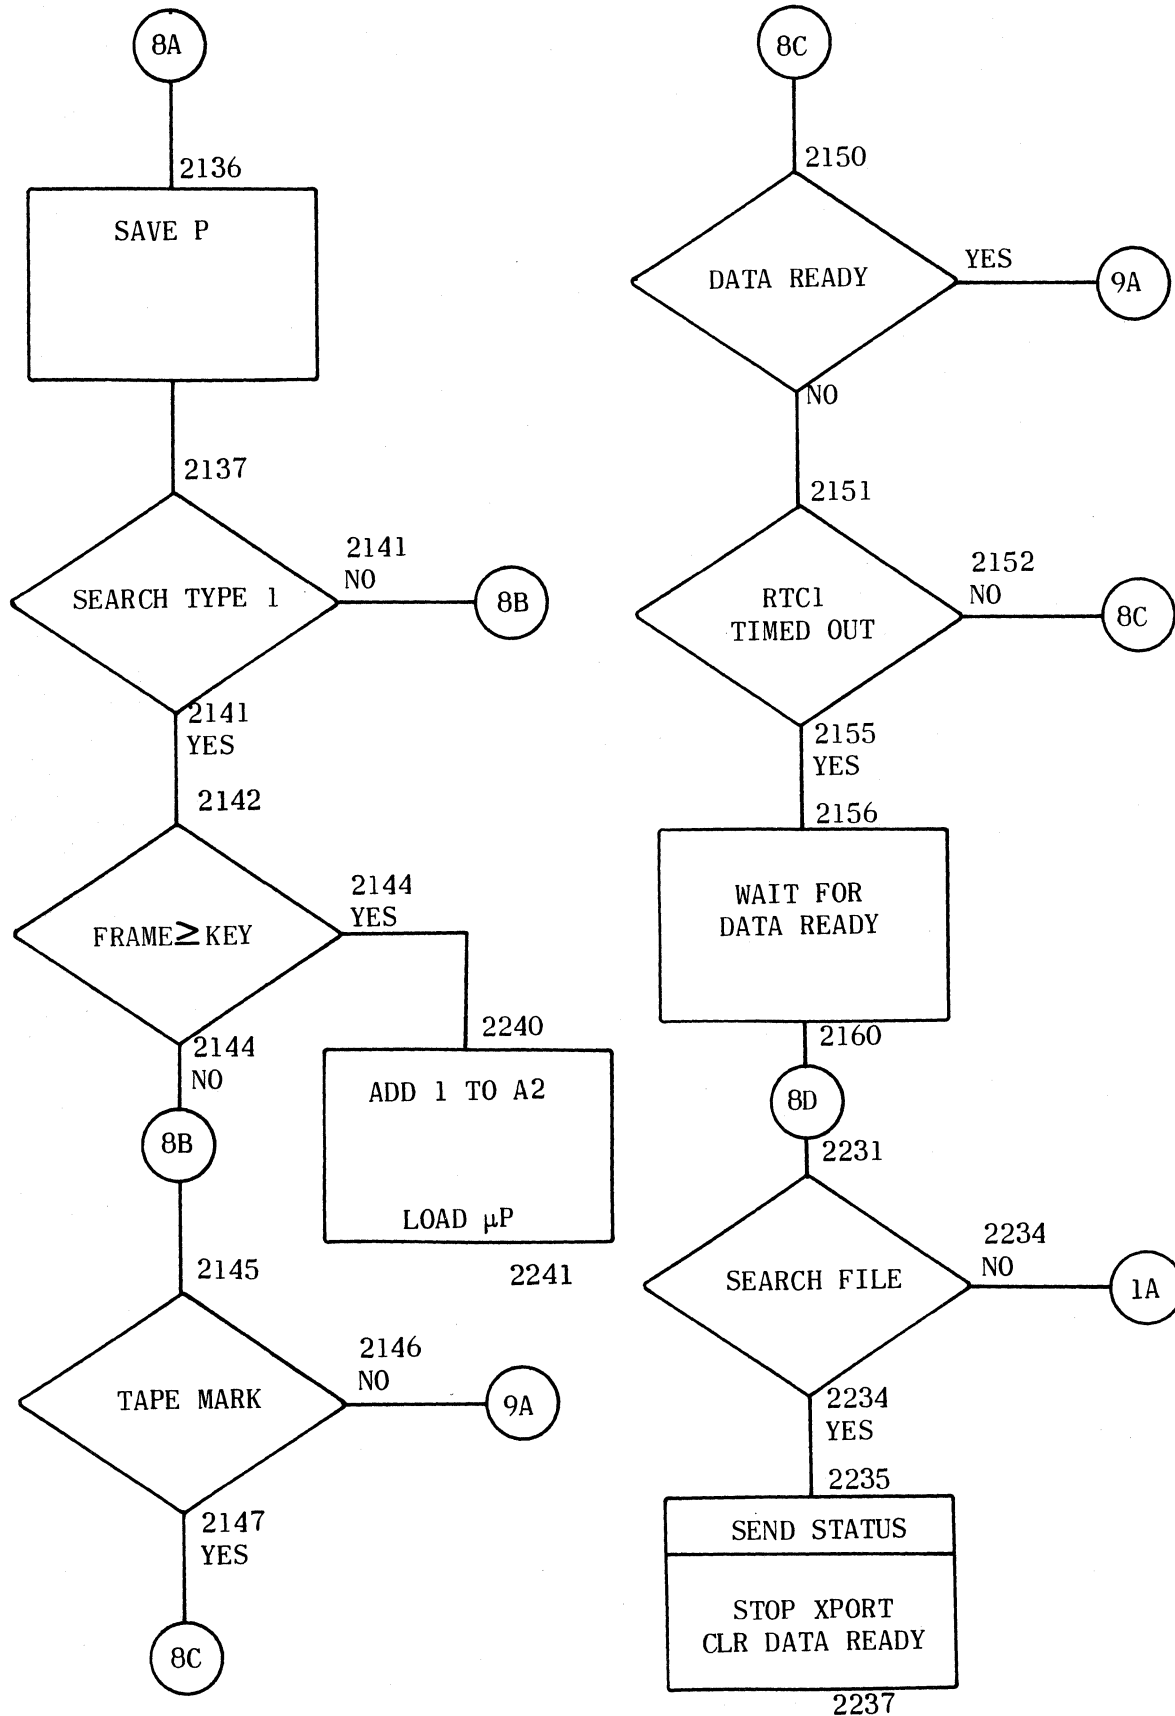 8A
2136
SAVE P
2137
SEARCH TYPE 1
2141
NO
8B
2141
YES
2142
FRAME≥KEY
2144
YES
2144
NO
2240
ADD 1 TO A2
LOAD µP
2241
8B
2145
TAPE MARK
2146
NO
9A
2147
YES
8C
8C
2150
DATA READY
YES
9A
NO
2151
RTC1
TIMED OUT
2152
NO
8C
2155
YES
2156
WAIT FOR
DATA READY
2160
8D
2231
SEARCH FILE
2234
NO
1A
2234
YES
2235
SEND STATUS
STOP XPORT
CLR DATA READY
2237